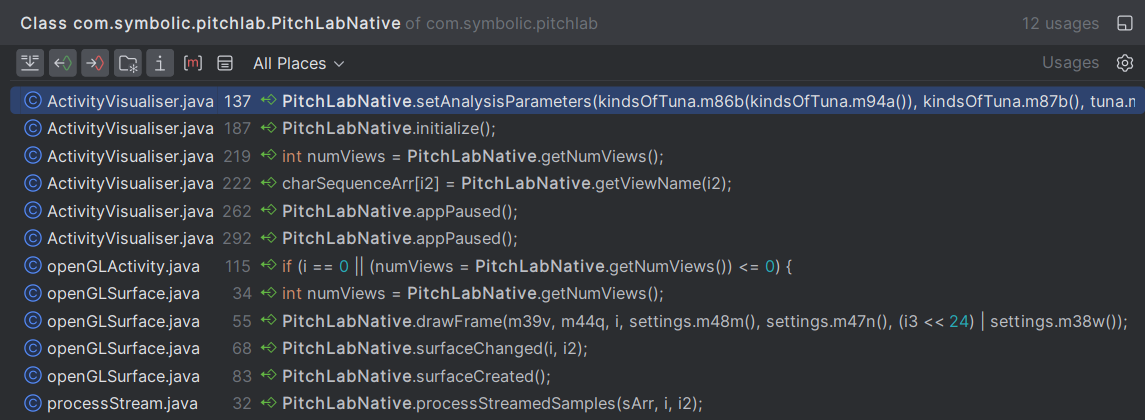 Class com.symbolic.pitchlab.PitchLabNative of com.symbolic.pitchlab 12 usages
[m] All Places Usages
ActivityVisualiser.java 137 PitchLabNative.setAnalysisParameters(kindsOfTuna.m86b(kindsOfTuna.m94a()), kindsOfTuna.m87b(), tuna.m
ActivityVisualiser.java 187 PitchLabNative.initialize();
ActivityVisualiser.java 219 int numViews = PitchLabNative.getNumViews();
ActivityVisualiser.java 222 charSequenceArr[i2] = PitchLabNative.getViewName(i2);
ActivityVisualiser.java 262 PitchLabNative.appPaused();
ActivityVisualiser.java 292 PitchLabNative.appPaused();
openGLActivity.java 115 if (i == 0 || (numViews = PitchLabNative.getNumViews()) <= 0) {
openGLSurface.java 34 int numViews = PitchLabNative.getNumViews();
openGLSurface.java 55 PitchLabNative.drawFrame(m39v, m44q, i, settings.m48m(), settings.m47n(), (i3 << 24) | settings.m38w());
openGLSurface.java 68 PitchLabNative.surfaceChanged(i, i2);
openGLSurface.java 83 PitchLabNative.surfaceCreated();
processStream.java 32 PitchLabNative.processStreamedSamples(sArr, i, i2);